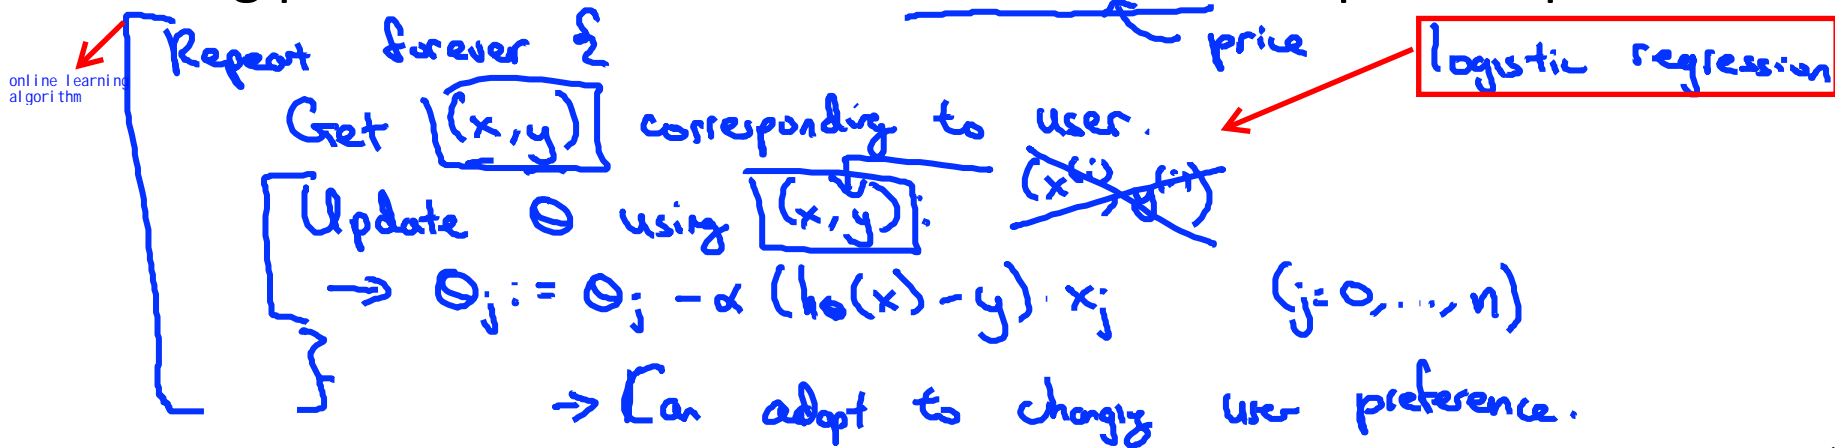 price
logistic regression
online learning
algorithm
Repeat forever {
Get (x,y) corresponding to user.
Update θ using (x,y): (x⁽ⁱ⁾, y⁽ⁱ⁾)
→ θj := θj - α (hθ(x) - y) · xj (j=0,...,n)
}
→ Can adapt to changing user preference.